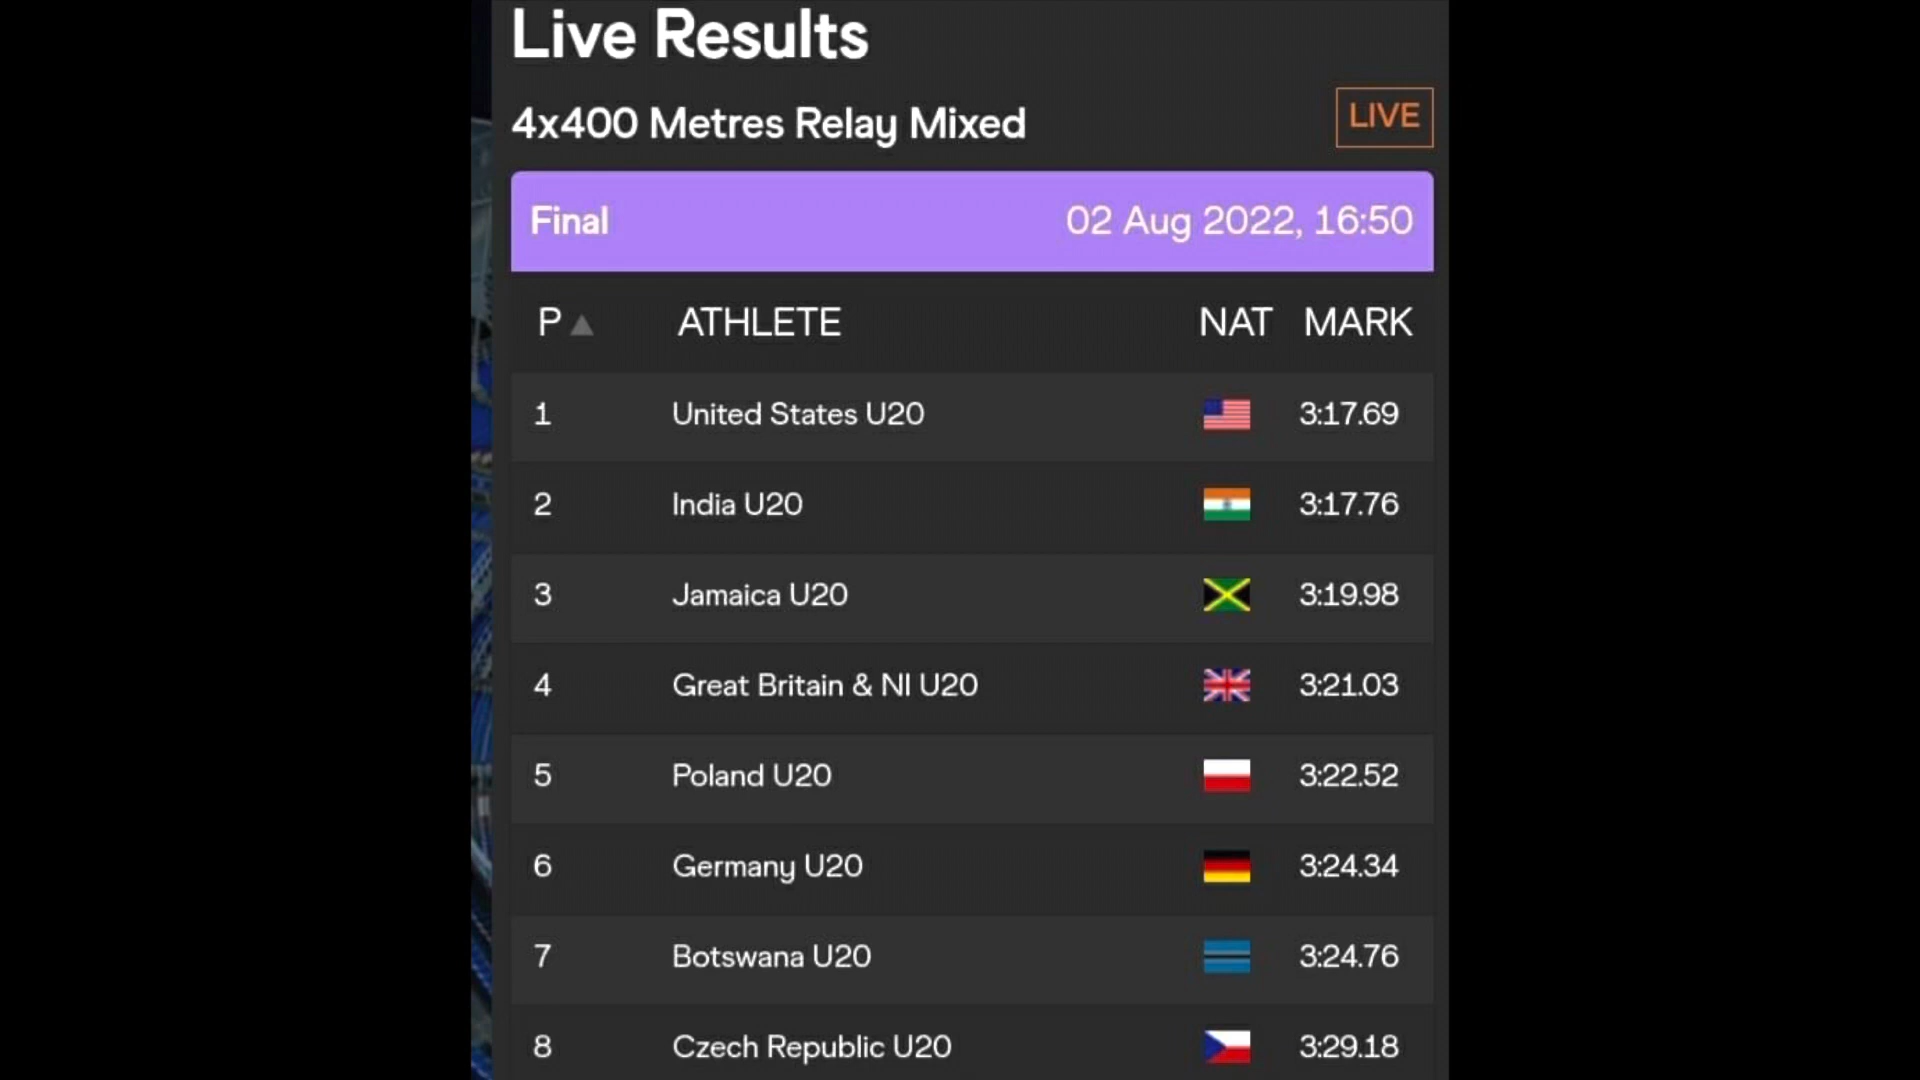 Live Results
4x400 Metres Relay Mixed LIVE
Final 02 Aug 2022, 16:50
P ▲ ATHLETE NAT MARK
1 United States U20 3:17.69
2 India U20 3:17.76
3 Jamaica U20 3:19.98
4 Great Britain & NI U20 3:21.03
5 Poland U20 3:22.52
6 Germany U20 3:24.34
7 Botswana U20 3:24.76
8 Czech Republic U20 3:29.18